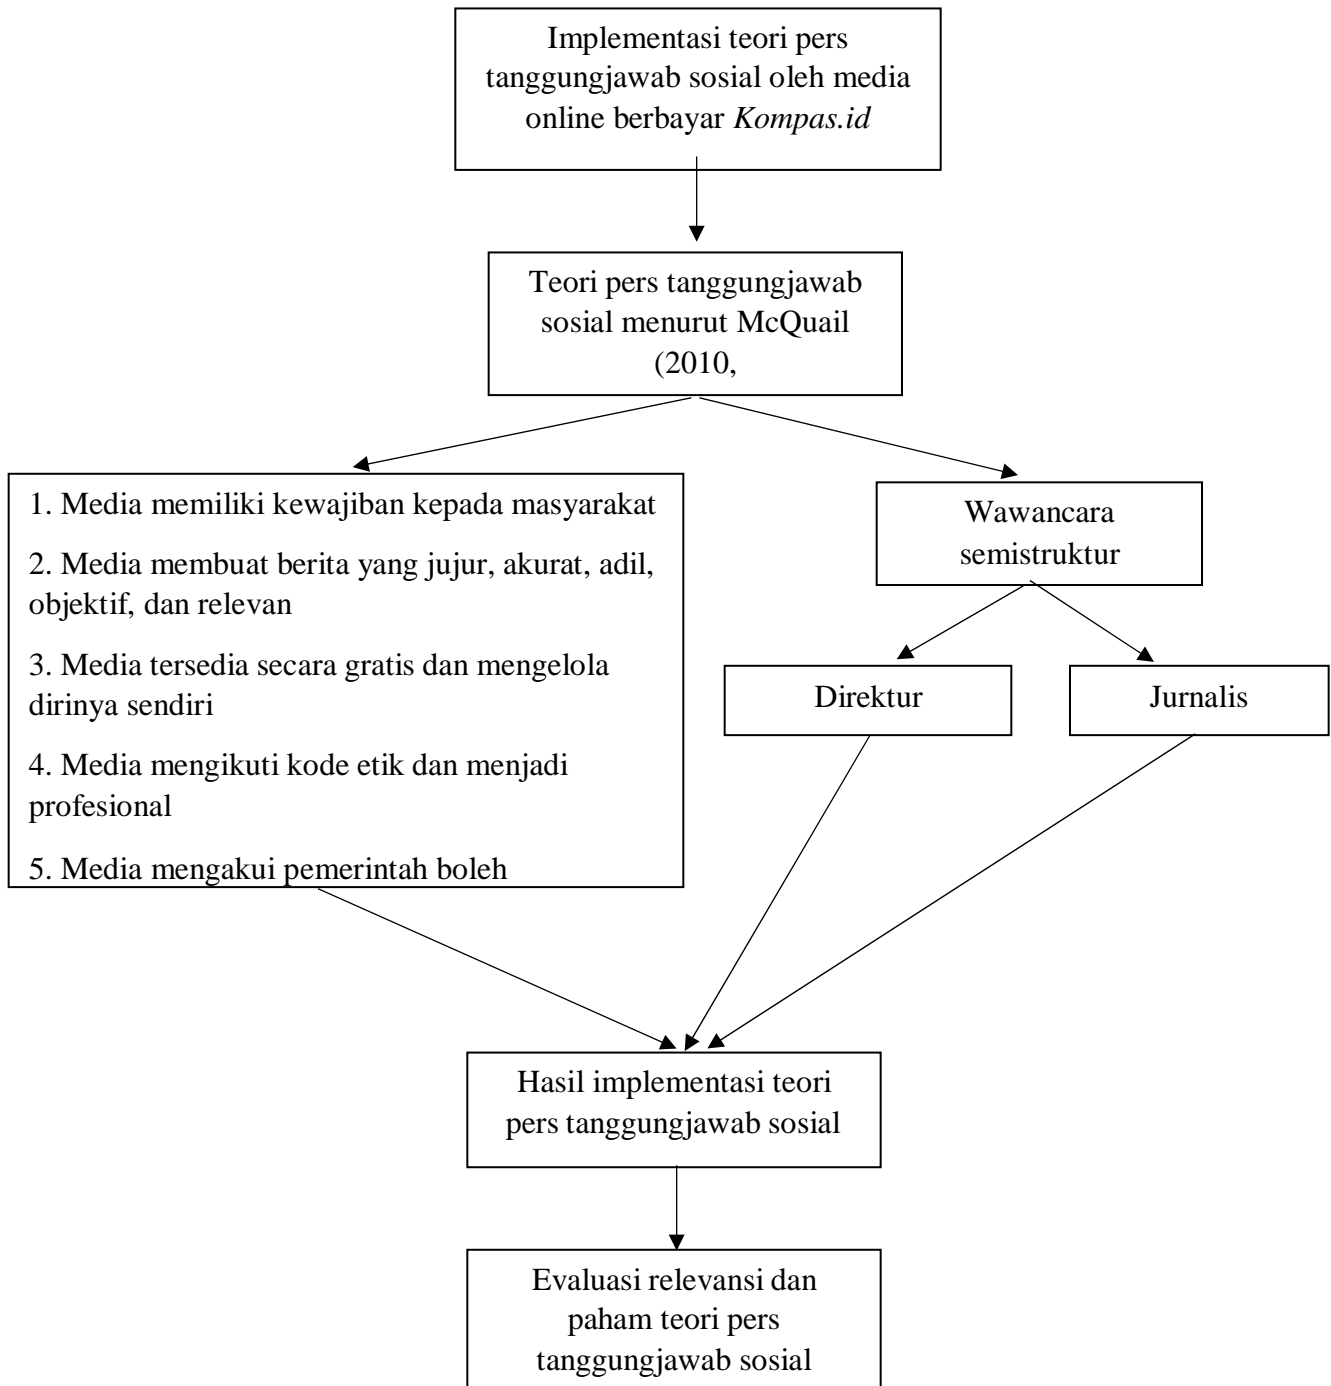 Implementasi teori pers
tanggungjawab sosial oleh media
online berbayar Kompas.id
Teori pers tanggungjawab
sosial menurut McQuail
(2010,
1. Media memiliki kewajiban kepada masyarakat
2. Media membuat berita yang jujur, akurat, adil,
objektif, dan relevan
3. Media tersedia secara gratis dan mengelola
dirinya sendiri
4. Media mengikuti kode etik dan menjadi
profesional
5. Media mengakui pemerintah boleh
Wawancara
semistruktur
Direktur
Jurnalis
Hasil implementasi teori
pers tanggungjawab sosial
Evaluasi relevansi dan
paham teori pers
tanggungjawab sosial